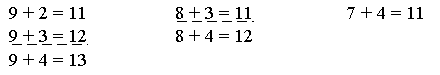 9 + 2 = 11 8 + 3 = 11 7 + 4 = 11
9 + 3 = 12 8 + 4 = 12
9 + 4 = 13